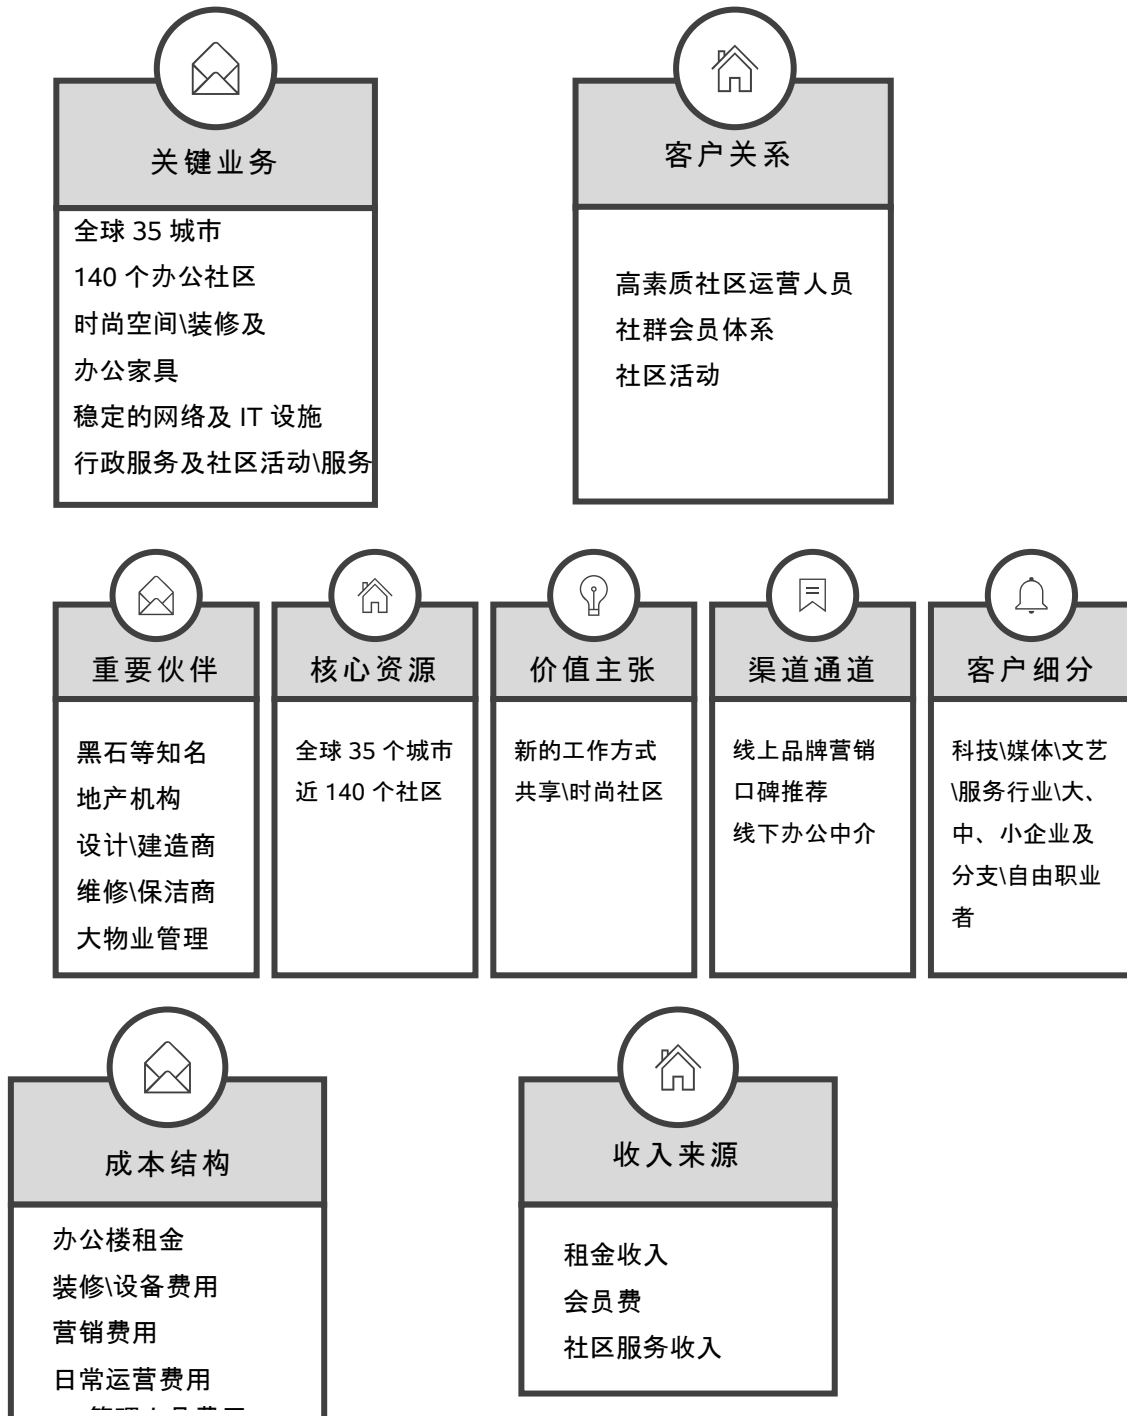 关键业务
全球 35 城市
140 个办公社区
时尚空间\装修及
办公家具
稳定的网络及 IT 设施
行政服务及社区活动\服务
客户关系
高素质社区运营人员
社群会员体系
社区活动
重要伙伴
黑石等知名
地产机构
设计\建造商
维修\保洁商
大物业管理
核心资源
全球 35 个城市
近 140 个社区
价值主张
新的工作方式
共享\时尚社区
渠道通道
线上品牌营销
口碑推荐
线下办公中介
客户细分
科技\媒体\文艺
\服务行业\大、
中、小企业及
分支\自由职业
者
成本结构
办公楼租金
装修\设备费用
营销费用
日常运营费用
收入来源
租金收入
会员费
社区服务收入